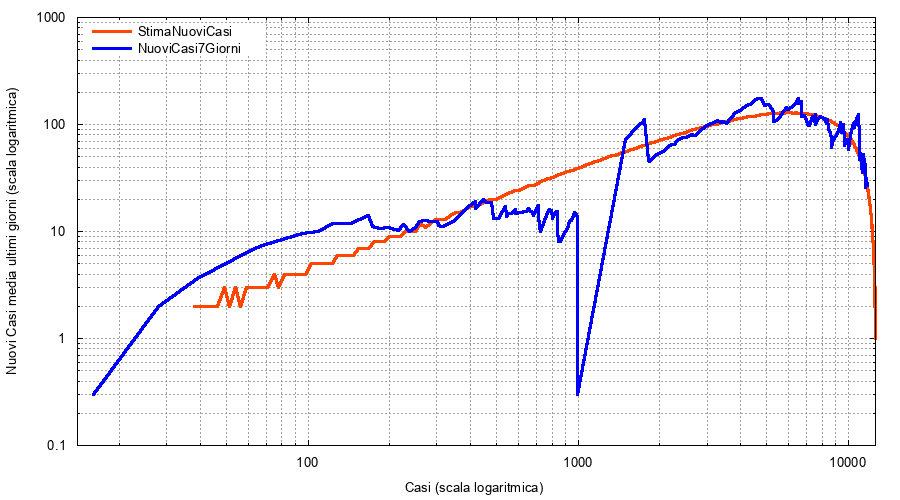 1000
StimaNuoviCasi
NuoviCasi7Giorni
100
10
1
0.1
Nuovi Casi media ultimi giorni (scala logaritmica)
100
1000
10000
Casi (scala logaritmica)